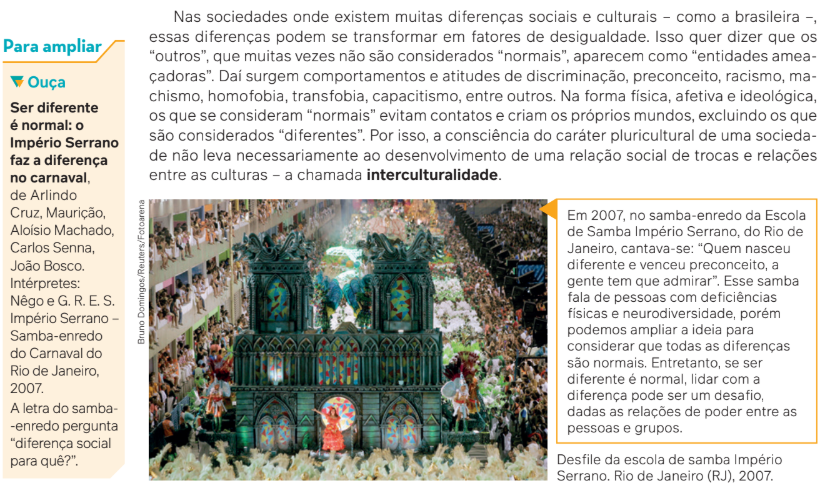 Nas sociedades onde existem muitas diferenças sociais e culturais – como a brasileira –,
essas diferenças podem se transformar em fatores de desigualdade. Isso quer dizer que os
“outros”, que muitas vezes não são considerados “normais”, aparecem como “entidades amea-
çadoras”. Daí surgem comportamentos e atitudes de discriminação, preconceito, racismo, ma-
chismo, homofobia, transfobia, capacitismo, entre outros. Na forma física, afetiva e ideológica,
os que se consideram “normais” evitam contatos e criam os próprios mundos, excluindo os que
são considerados “diferentes”. Por isso, a consciência do caráter pluricultural de uma socieda-
de não leva necessariamente ao desenvolvimento de uma relação social de trocas e relações
entre as culturas – a chamada interculturalidade.
Para ampliar
Ouça
Ser diferente
é normal: o
Império Serrano
faz a diferença
no carnaval,
de Arlindo
Cruz, Maurição,
Aloísio Machado,
Carlos Senna,
João Bosco.
Intérpretes:
Nêgo e G. R. E. S.
Império Serrano –
Samba-enredo
do Carnaval do
Rio de Janeiro,
2007.
A letra do samba-
-enredo pergunta
“diferença social
para quê?”.
Bruno Domingos/Reuters/Fotoarena
Em 2007, no samba-enredo da Escola
de Samba Império Serrano, do Rio de
Janeiro, cantava-se: “Quem nasceu
diferente e venceu preconceito, a
gente tem que admirar”. Esse samba
fala de pessoas com deficiências
físicas e neurodiversidade, porém
podemos ampliar a ideia para
considerar que todas as diferenças
são normais. Entretanto, se ser
diferente é normal, lidar com a
diferença pode ser um desafio,
dadas as relações de poder entre as
pessoas e grupos.
Desfile da escola de samba Império
Serrano. Rio de Janeiro (RJ), 2007.